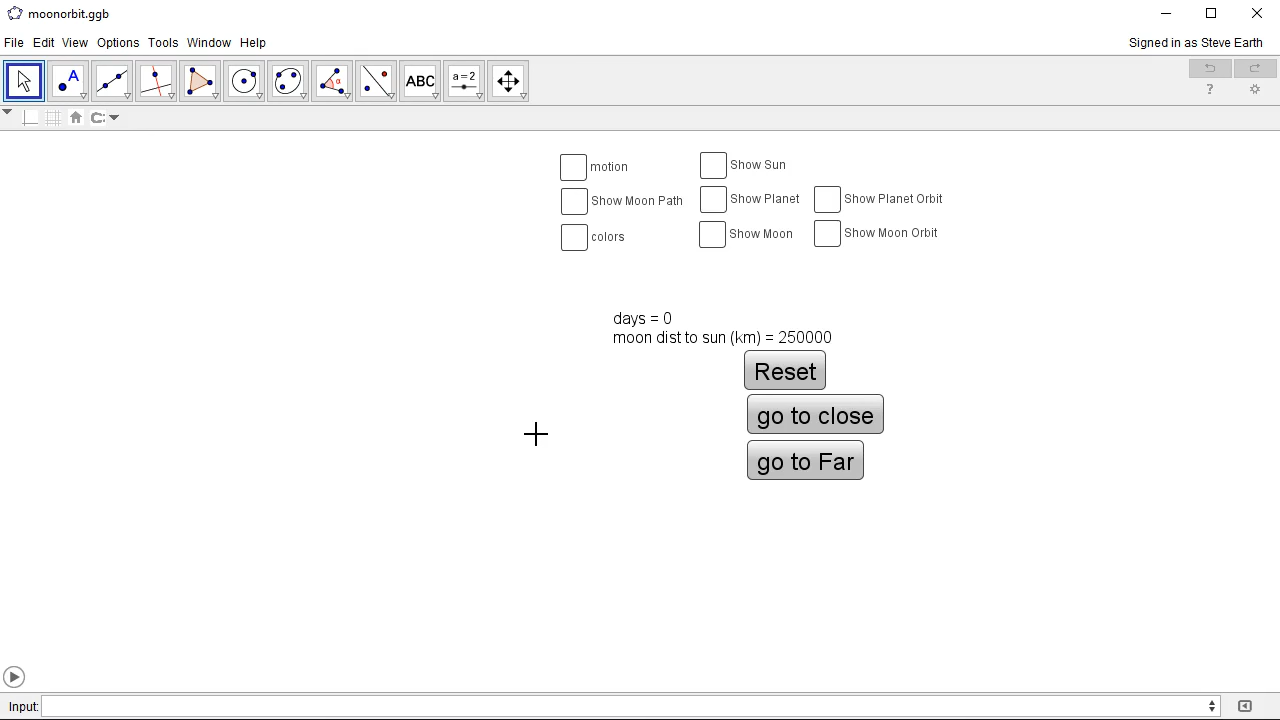 moonorbit.ggb
File Edit View Options Tools Window Help
Signed in as Steve Earth
A
α
ABC
a=2
?
motion
Show Sun
Show Moon Path
Show Planet
Show Planet Orbit
colors
Show Moon
Show Moon Orbit
days = 0
moon dist to sun (km) = 250000
Reset
go to close
go to Far
Input: